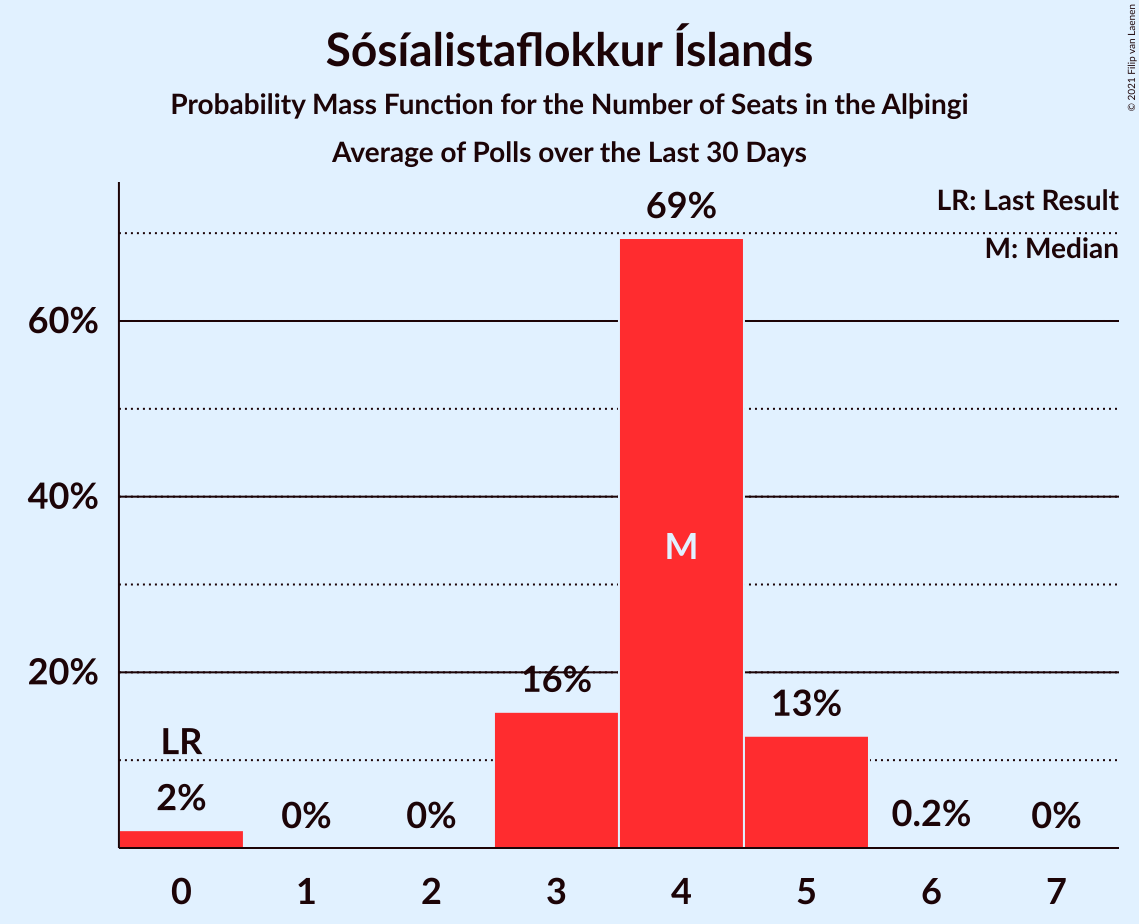 Sósíalistaflokkur Íslands
Probability Mass Function for the Number of Seats in the Alþingi
Average of Polls over the Last 30 Days
© 2021 Filip van Laenen
LR: Last Result
M: Median
69%
60%
40%
M
20%
16%
13%
LR
2%
0%
0%
0.2%
0%
0 1 2 3 4 5 6 7